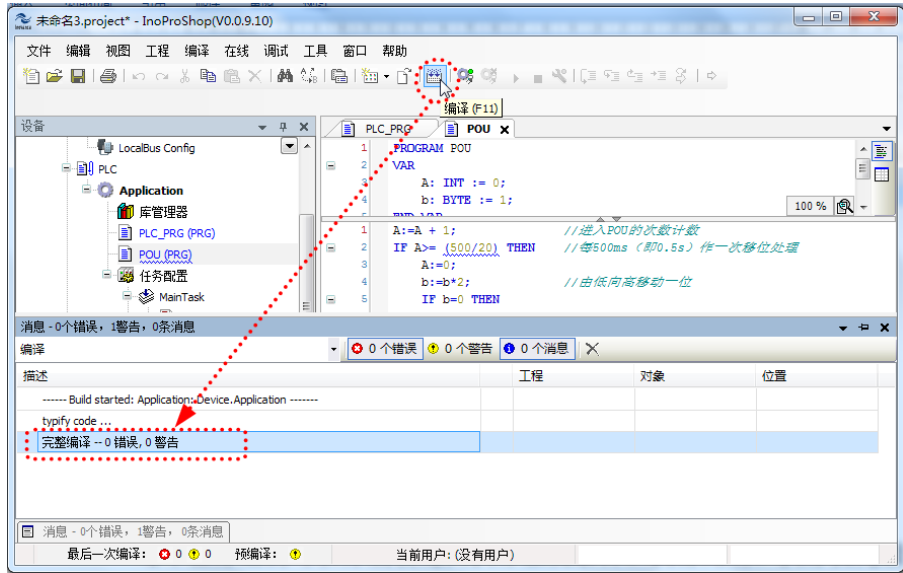 未命名3.project* - InoProShop(V0.0.9.10)
文件 编辑 视图 工程 编译 在线 调试 工具 窗口 帮助
编译 (F11)
设备
LocalBus Config
PLC
Application
库管理器
PLC_PRG (PRG)
POU (PRG)
任务配置
MainTask
PLC_PRG POU
1 PROGRAM POU
2 VAR
3 A: INT := 0;
4 b: BYTE := 1;
5 END_VAR
100 %
1 A:=A + 1; //进入POU的次数计数
2 IF A>= (500/20) THEN //每500ms（即0.5s）作一次移位处理
3 A:=0;
4 b:=b*2; //由低向高移动一位
5 IF b=0 THEN
消息 - 0个错误，1警告，0条消息
编译 0 个错误 0 个警告 0 个消息
描述 工程 对象 位置
------ Build started: Application: Device.Application -------
typify code ...
完整编译 -- 0 错误, 0 警告
消息 - 0个错误，1警告，0条消息
最后一次编译： 0 0 预编译： 当前用户: (没有用户)